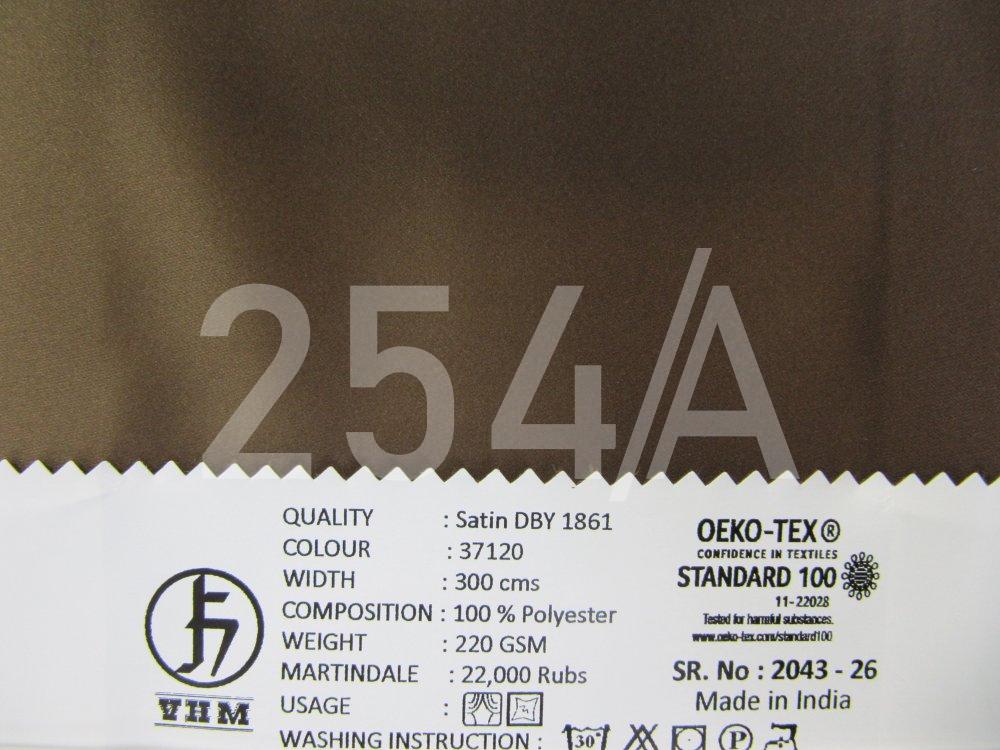 254/A
QUALITY : Satin DBY 1861
COLOUR : 37120
WIDTH : 300 cms
COMPOSITION : 100 % Polyester
WEIGHT : 220 GSM
MARTINDALE : 22,000 Rubs
USAGE :
WASHING INSTRUCTION : 30° P
VHM
OEKO-TEX®
CONFIDENCE IN TEXTILES
STANDARD 100
11-22028
Tested for harmful substances.
www.oeko-tex.com/standard100
SR. No : 2043 - 26
Made in India